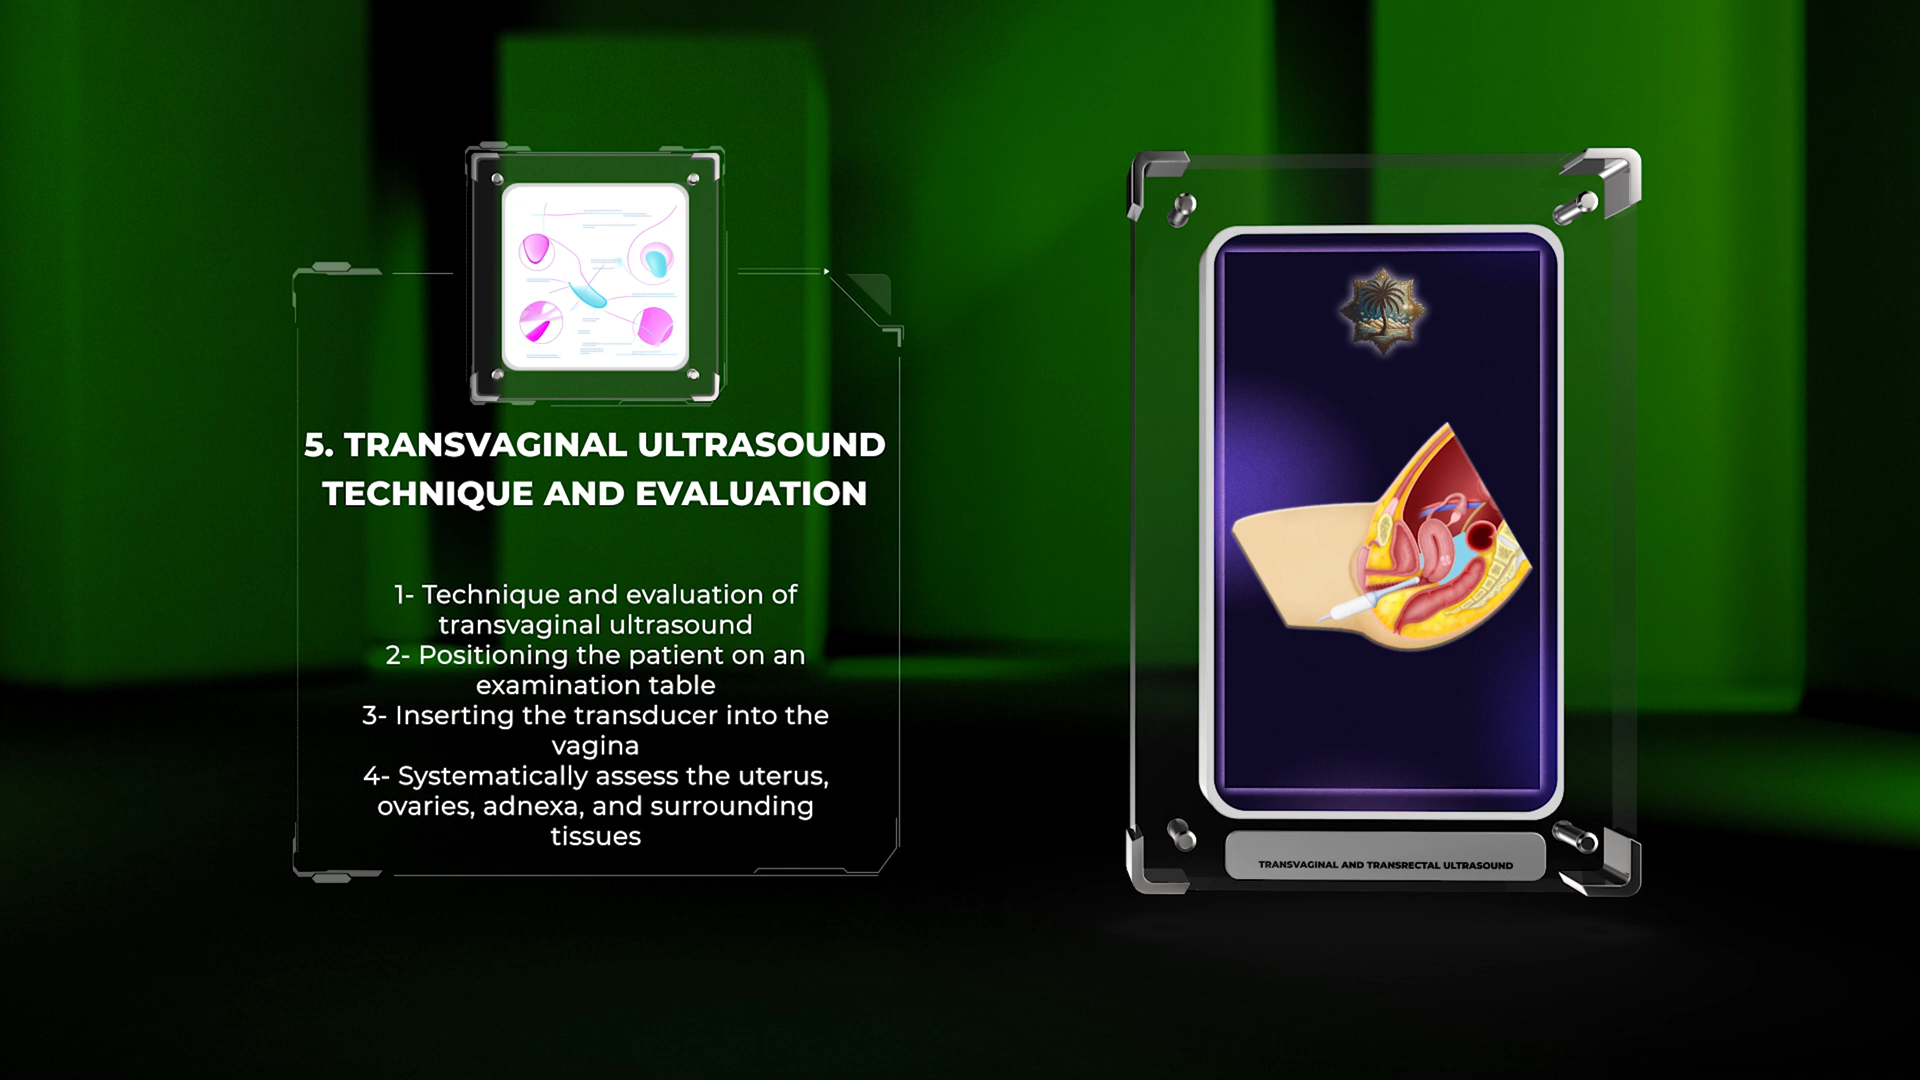 5. TRANSVAGINAL ULTRASOUND
TECHNIQUE AND EVALUATION
1- Technique and evaluation of
transvaginal ultrasound
2- Positioning the patient on an
examination table
3- Inserting the transducer into the
vagina
4- Systematically assess the uterus,
ovaries, adnexa, and surrounding
tissues
TRANSVAGINAL AND TRANSRECTAL ULTRASOUND